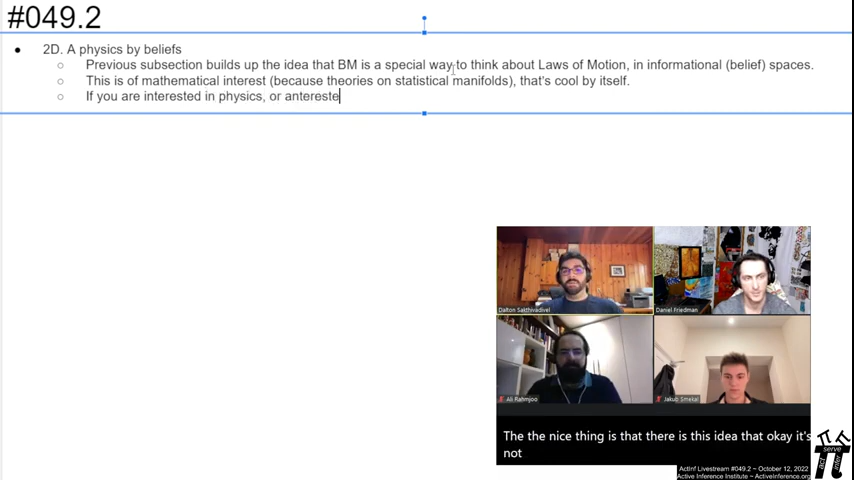 #049.2
● 2D. A physics by beliefs
○ Previous subsection builds up the idea that BM is a special way to think about Laws of Motion, in informational (belief) spaces.
○ This is of mathematical interest (because theories on statistical manifolds), that's cool by itself.
○ If you are interested in physics, or antereste
Dalton Sakthivadivel
Daniel Friedman
Ali Rahmjoo
Jakub Smekal
The the nice thing is that there is this idea that okay it's
not
act
serve
infer
ActInf Livestream #049.2 ~ October 12, 2022
Active Inference Institute ~ ActiveInference.org